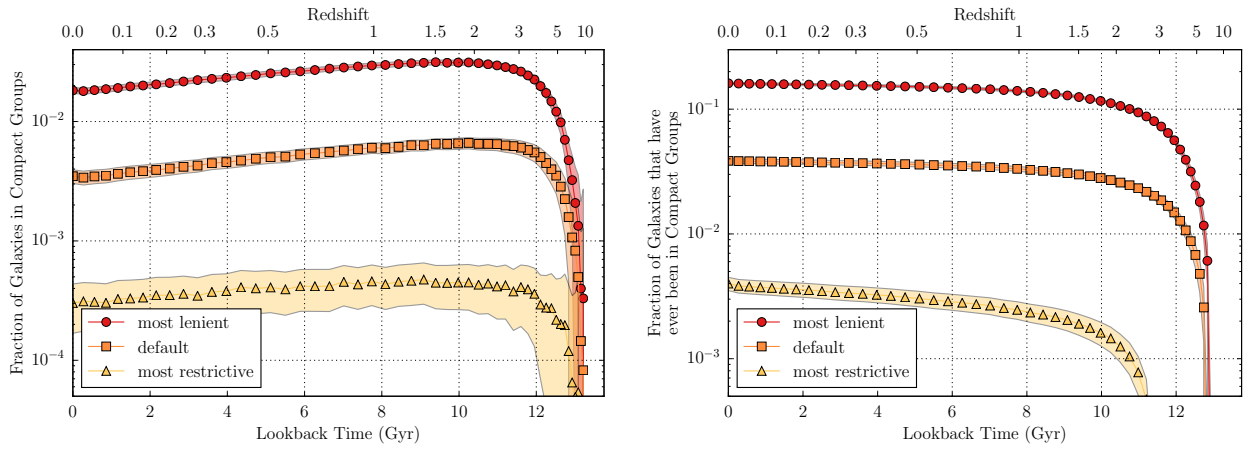 Redshift
0.0 0.1 0.2 0.3 0.5 1 1.5 2 3 5 10
Fraction of Galaxies in Compact Groups
10⁻²
10⁻³
10⁻⁴
most lenient
default
most restrictive
0 2 4 6 8 10 12
Lookback Time (Gyr)
Redshift
0.0 0.1 0.2 0.3 0.5 1 1.5 2 3 5 10
Fraction of Galaxies that have
ever been in Compact Groups
10⁻¹
10⁻²
10⁻³
most lenient
default
most restrictive
0 2 4 6 8 10 12
Lookback Time (Gyr)